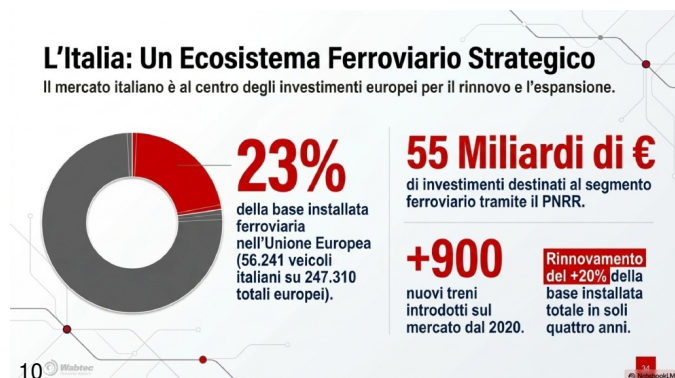 L'Italia: Un Ecosistema Ferroviario Strategico
Il mercato italiano è al centro degli investimenti europei per il rinnovo e l'espansione.
23%
della base installata
ferroviaria
nell'Unione Europea
(56.241 veicoli
italiani su 247.310
totali europei).
55 Miliardi di €
di investimenti destinati al segmento
ferroviario tramite il PNRR.
+900
nuovi treni
introdotti sul
mercato dal 2020.
Rinnovamento
del +20% della
base installata
totale in soli
quattro anni.
10
Wabtec
34
NotebookLM